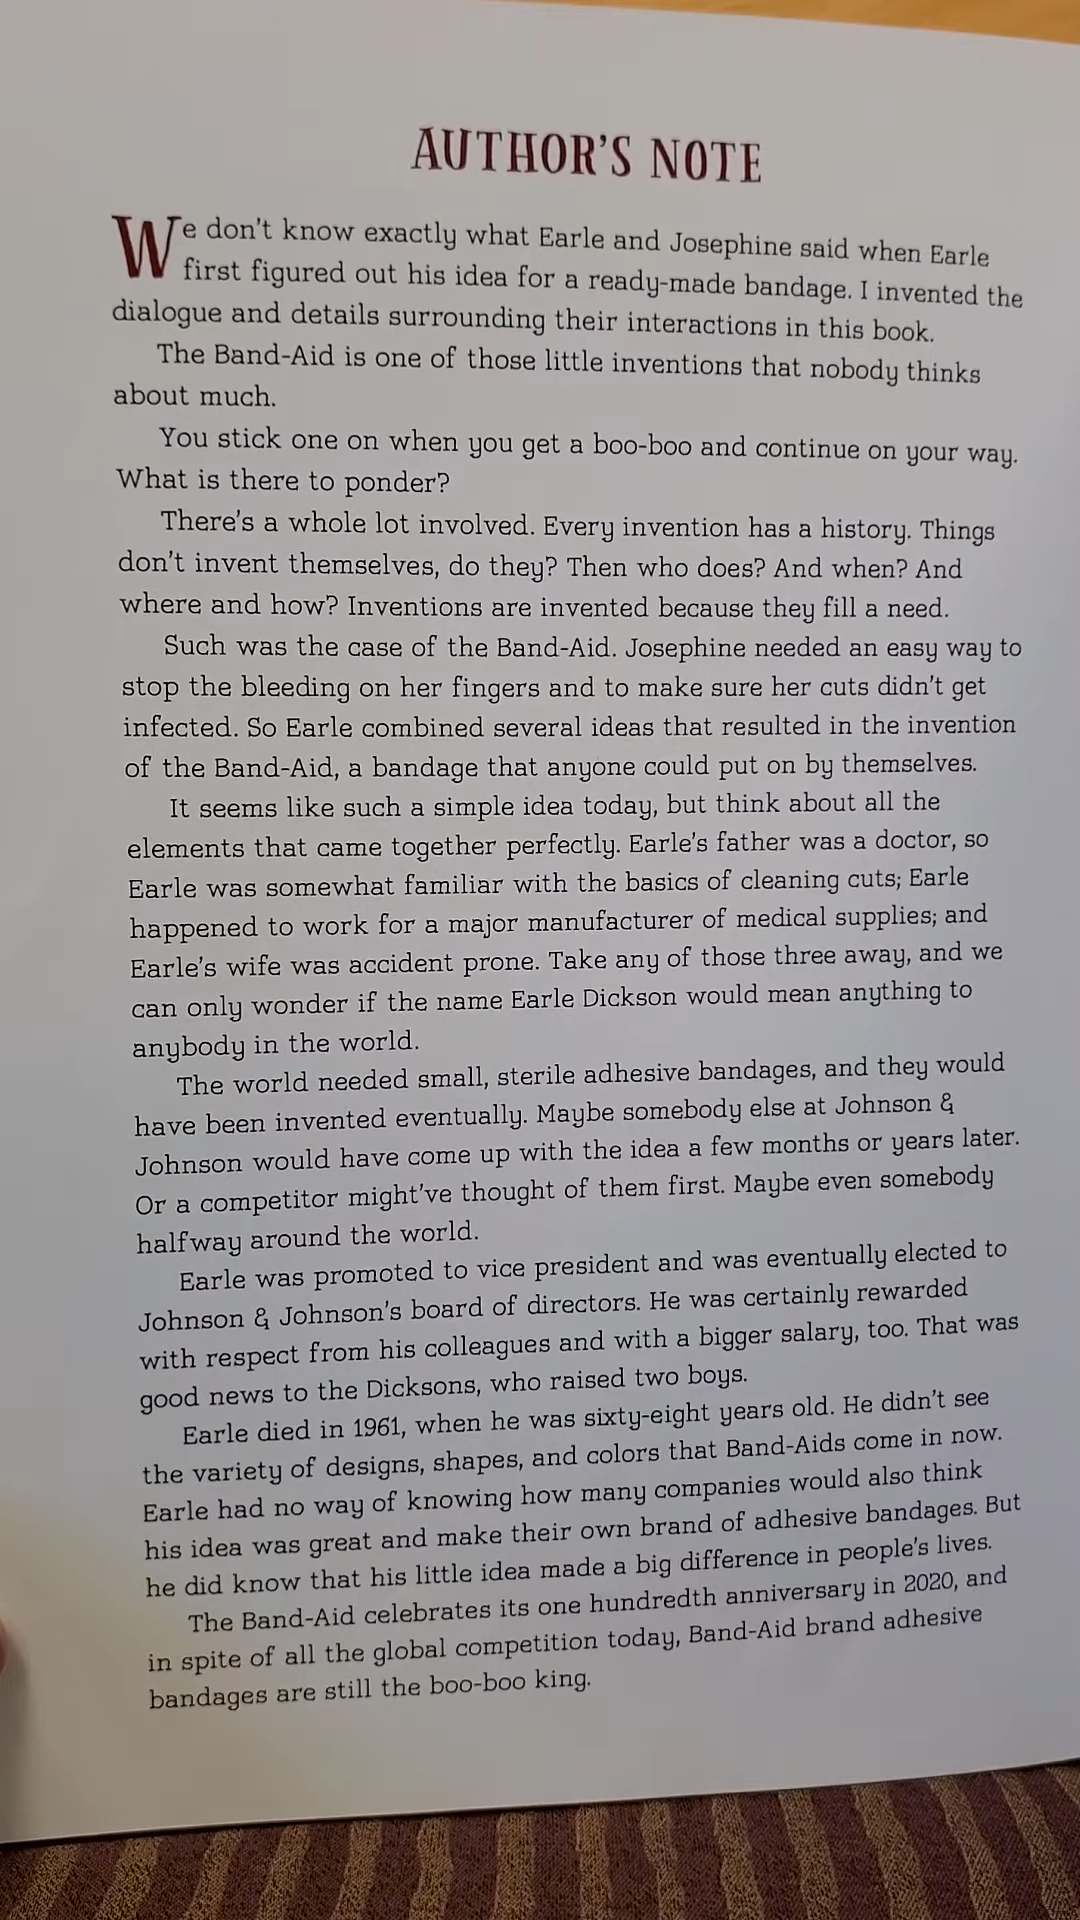 AUTHOR'S NOTE
We don't know exactly what Earle and Josephine said when Earle
first figured out his idea for a ready-made bandage. I invented the
dialogue and details surrounding their interactions in this book.
The Band-Aid is one of those little inventions that nobody thinks
about much.
You stick one on when you get a boo-boo and continue on your way.
What is there to ponder?
There's a whole lot involved. Every invention has a history. Things
don't invent themselves, do they? Then who does? And when? And
where and how? Inventions are invented because they fill a need.
Such was the case of the Band-Aid. Josephine needed an easy way to
stop the bleeding on her fingers and to make sure her cuts didn't get
infected. So Earle combined several ideas that resulted in the invention
of the Band-Aid, a bandage that anyone could put on by themselves.
It seems like such a simple idea today, but think about all the
elements that came together perfectly. Earle's father was a doctor, so
Earle was somewhat familiar with the basics of cleaning cuts; Earle
happened to work for a major manufacturer of medical supplies; and
Earle's wife was accident prone. Take any of those three away, and we
can only wonder if the name Earle Dickson would mean anything to
anybody in the world.
The world needed small, sterile adhesive bandages, and they would
have been invented eventually. Maybe somebody else at Johnson &
Johnson would have come up with the idea a few months or years later.
Or a competitor might've thought of them first. Maybe even somebody
halfway around the world.
Earle was promoted to vice president and was eventually elected to
Johnson & Johnson's board of directors. He was certainly rewarded
with respect from his colleagues and with a bigger salary, too. That was
good news to the Dicksons, who raised two boys.
Earle died in 1961, when he was sixty-eight years old. He didn't see
the variety of designs, shapes, and colors that Band-Aids come in now.
Earle had no way of knowing how many companies would also think
his idea was great and make their own brand of adhesive bandages. But
he did know that his little idea made a big difference in people's lives.
The Band-Aid celebrates its one hundredth anniversary in 2020, and
in spite of all the global competition today, Band-Aid brand adhesive
bandages are still the boo-boo king.